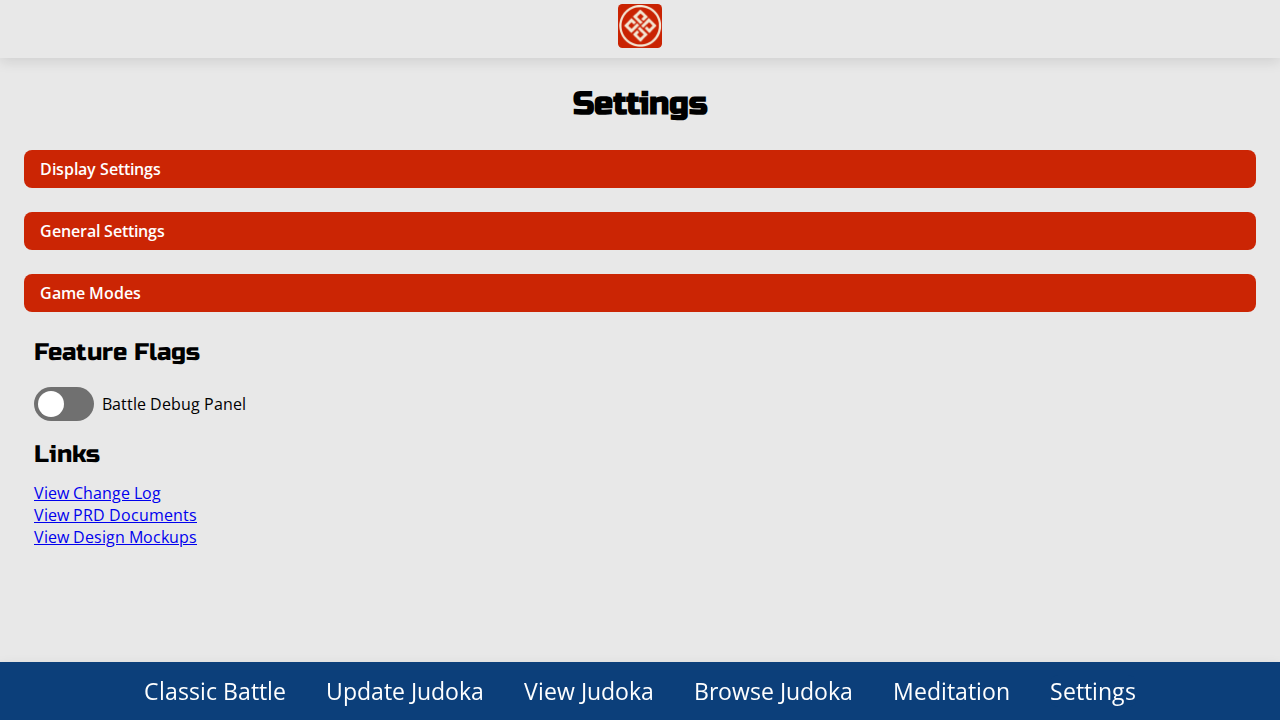 Settings
Display Settings
General Settings
Game Modes
Feature Flags
Battle Debug Panel
Links
View Change Log
View PRD Documents
View Design Mockups
Classic Battle Update Judoka View Judoka Browse Judoka Meditation Settings